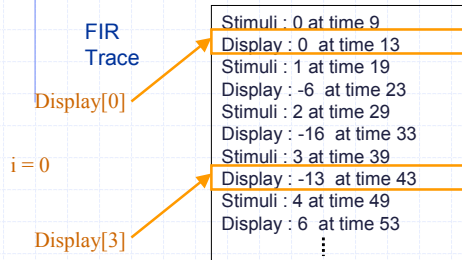 FIR
Trace
Display[0]
i = 0
Display[3]
Stimuli : 0 at time 9
Display : 0 at time 13
Stimuli : 1 at time 19
Display : -6 at time 23
Stimuli : 2 at time 29
Display : -16 at time 33
Stimuli : 3 at time 39
Display : -13 at time 43
Stimuli : 4 at time 49
Display : 6 at time 53
⋮